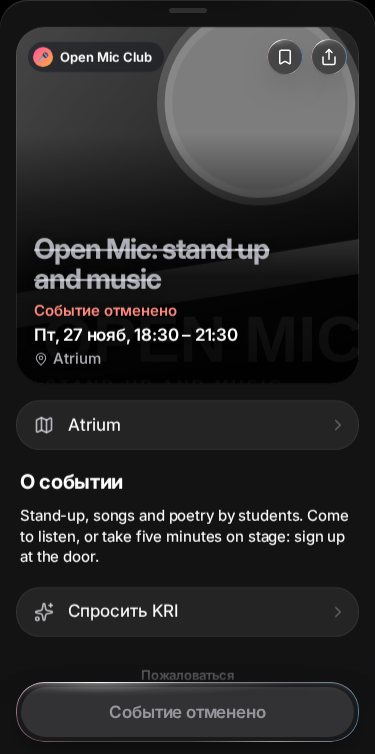 Open Mic Club
Open Mic: stand up
and music
Событие отменено
Пт, 27 нояб, 18:30 – 21:30
Atrium
OPEN MIC
Atrium
О событии
Stand-up, songs and poetry by students. Come
to listen, or take five minutes on stage: sign up
at the door.
Спросить KRI
Пожаловаться
Событие отменено